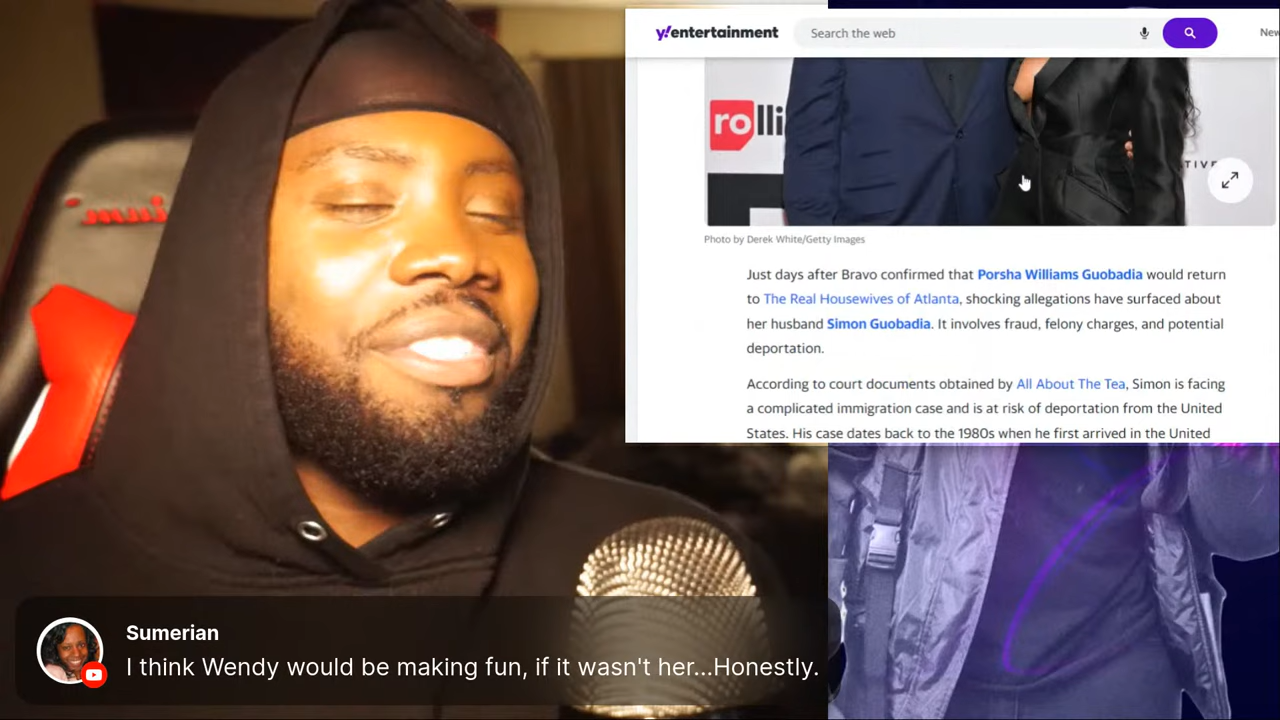 y!entertainment
Search the web
New
rolli
TIVE
Photo by Derek White/Getty Images
Just days after Bravo confirmed that Porsha Williams Guobadia would return
to The Real Housewives of Atlanta, shocking allegations have surfaced about
her husband Simon Guobadia. It involves fraud, felony charges, and potential
deportation.
According to court documents obtained by All About The Tea, Simon is facing
a complicated immigration case and is at risk of deportation from the United
States. His case dates back to the 1980s when he first arrived in the United
Sumerian
I think Wendy would be making fun, if it wasn't her...Honestly.